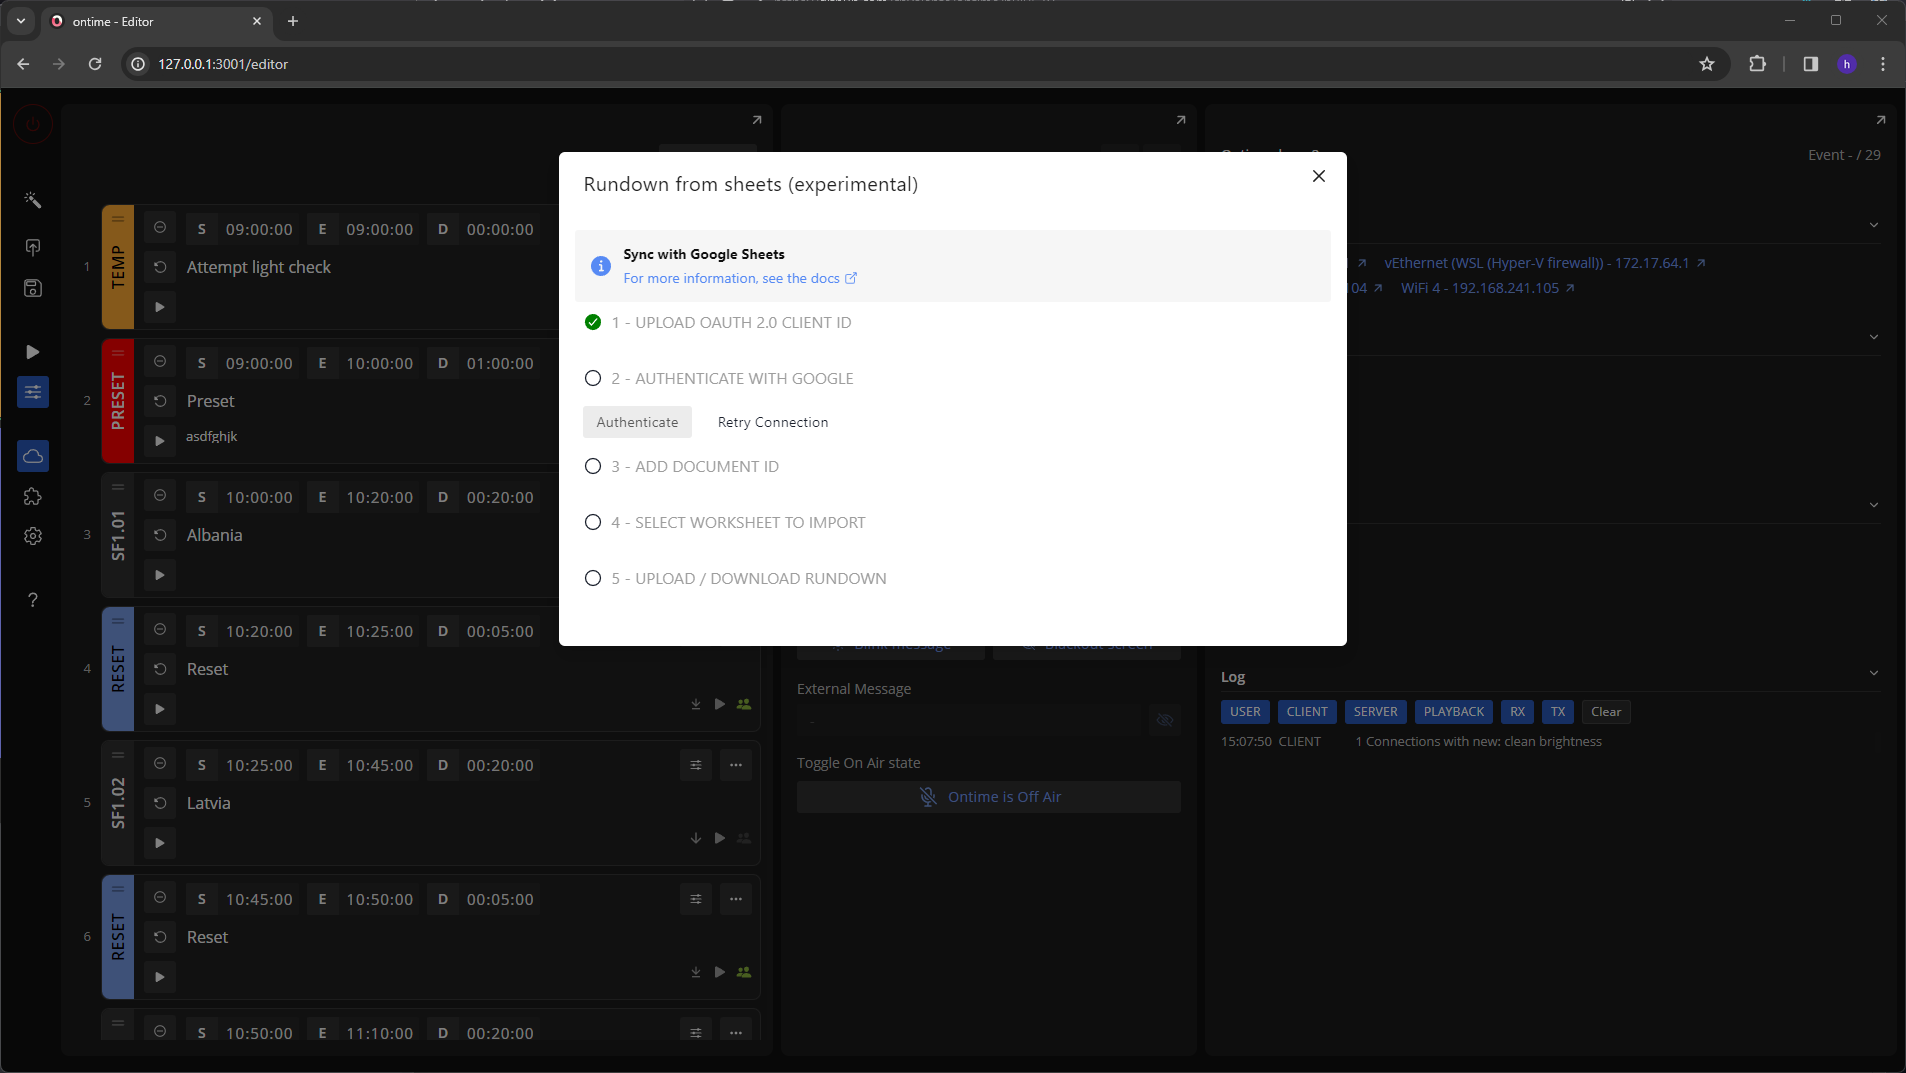 ontime - Editor
127.0.0.1:3001/editor
h
Event - / 29
Rundown from sheets (experimental)
Sync with Google Sheets
For more information, see the docs
1 - UPLOAD OAUTH 2.0 CLIENT ID
2 - AUTHENTICATE WITH GOOGLE
Authenticate Retry Connection
3 - ADD DOCUMENT ID
4 - SELECT WORKSHEET TO IMPORT
5 - UPLOAD / DOWNLOAD RUNDOWN
1 TEMP S 09:00:00 E 09:00:00 D 00:00:00
Attempt light check
2 PRESET S 09:00:00 E 10:00:00 D 01:00:00
Preset
asdfghjk
3 SF1.01 S 10:00:00 E 10:20:00 D 00:20:00
Albania
4 RESET S 10:20:00 E 10:25:00 D 00:05:00
Reset
5 SF1.02 S 10:25:00 E 10:45:00 D 00:20:00
Latvia
6 RESET S 10:45:00 E 10:50:00 D 00:05:00
Reset
S 10:50:00 E 11:10:00 D 00:20:00
?
Blink message Blackout screen
External Message
Toggle On Air state
Ontime is Off Air
vEthernet (WSL (Hyper-V firewall)) - 172.17.64.1
104 WiFi 4 - 192.168.241.105
Log
USER CLIENT SERVER PLAYBACK RX TX Clear
15:07:50 CLIENT 1 Connections with new: clean brightness